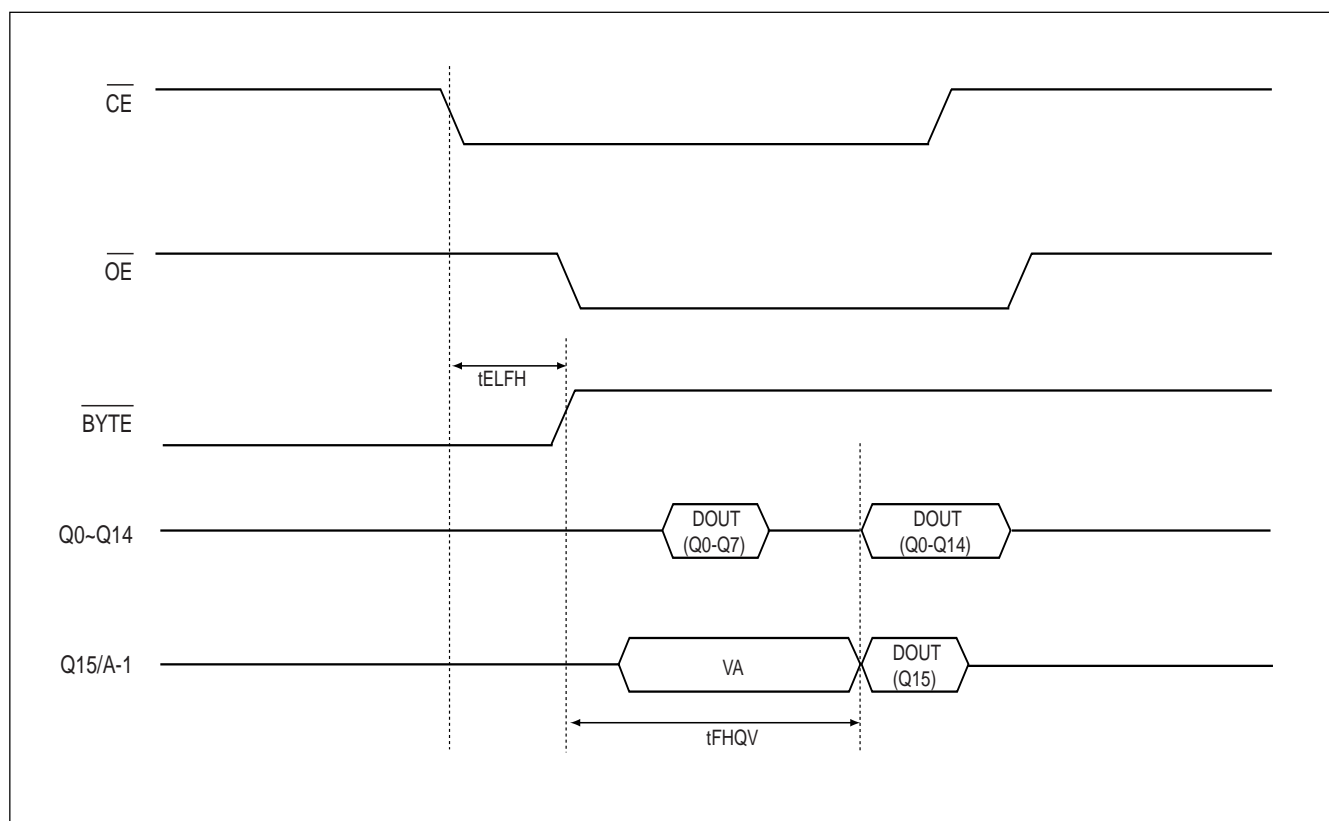 CE
OE
tELFH
BYTE
Q0~Q14
DOUT
(Q0-Q7)
DOUT
(Q0-Q14)
Q15/A-1
VA
DOUT
(Q15)
tFHQV